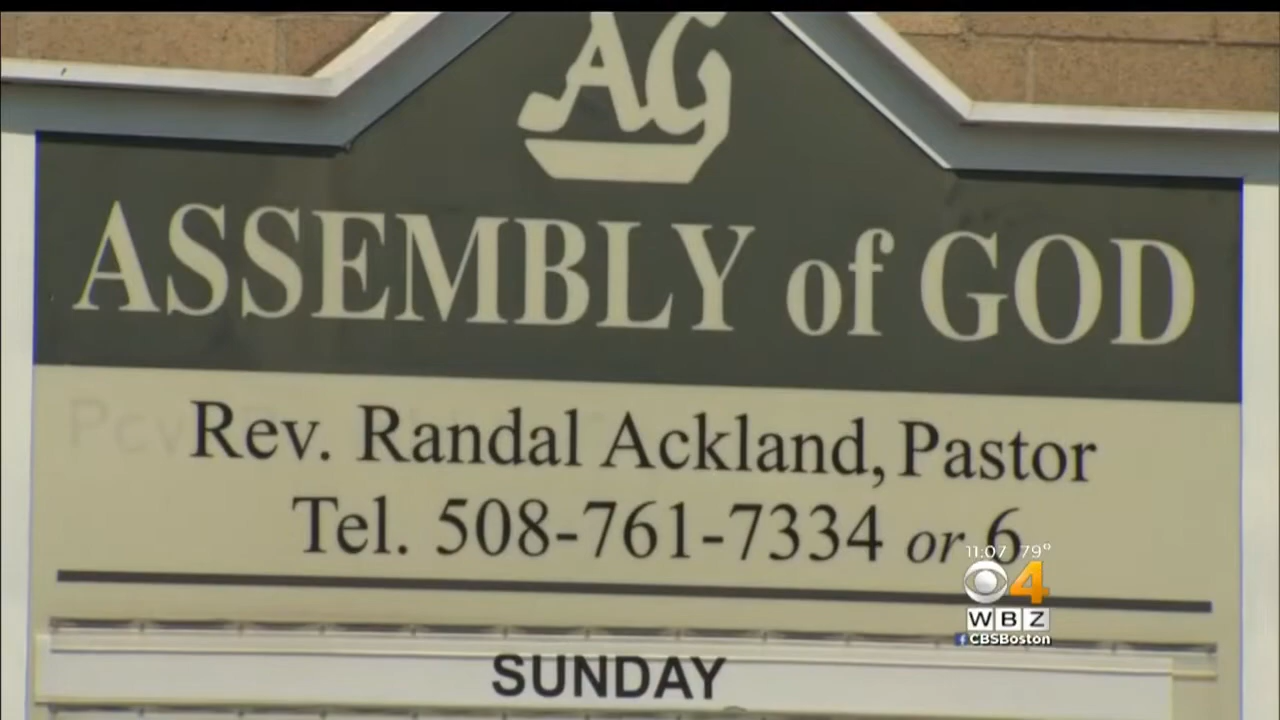 AG
ASSEMBLY of GOD
Rev. Randal Ackland, Pastor
Tel. 508-761-7334 or 6
SUNDAY
11:07 79°
4
WBZ
f CBSBoston